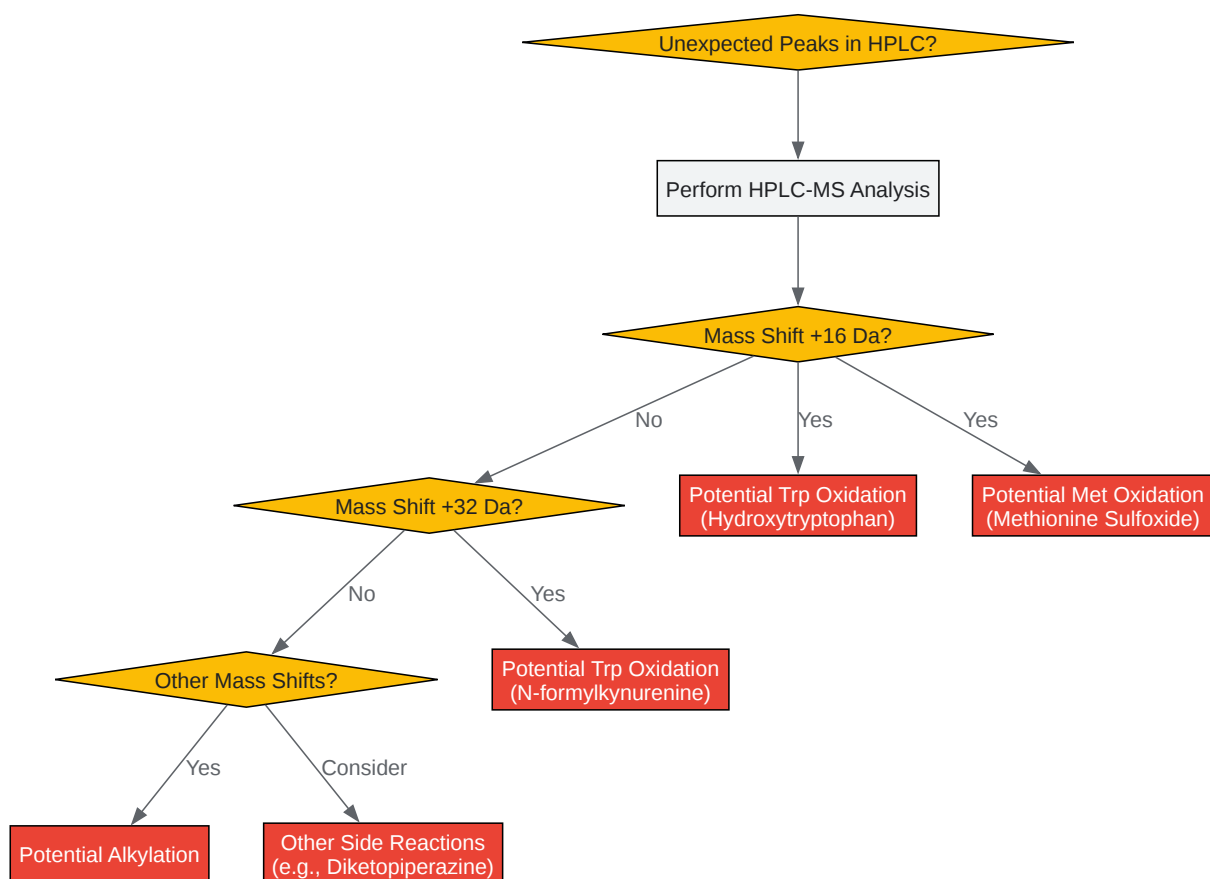 Unexpected Peaks in HPLC?
Perform HPLC-MS Analysis
Mass Shift +16 Da?
No
Yes
Yes
Potential Trp Oxidation
(Hydroxytryptophan)
Potential Met Oxidation
(Methionine Sulfoxide)
Mass Shift +32 Da?
No
Yes
Potential Trp Oxidation
(N-formylkynurenine)
Other Mass Shifts?
Yes
Consider
Potential Alkylation
Other Side Reactions
(e.g., Diketopiperazine)